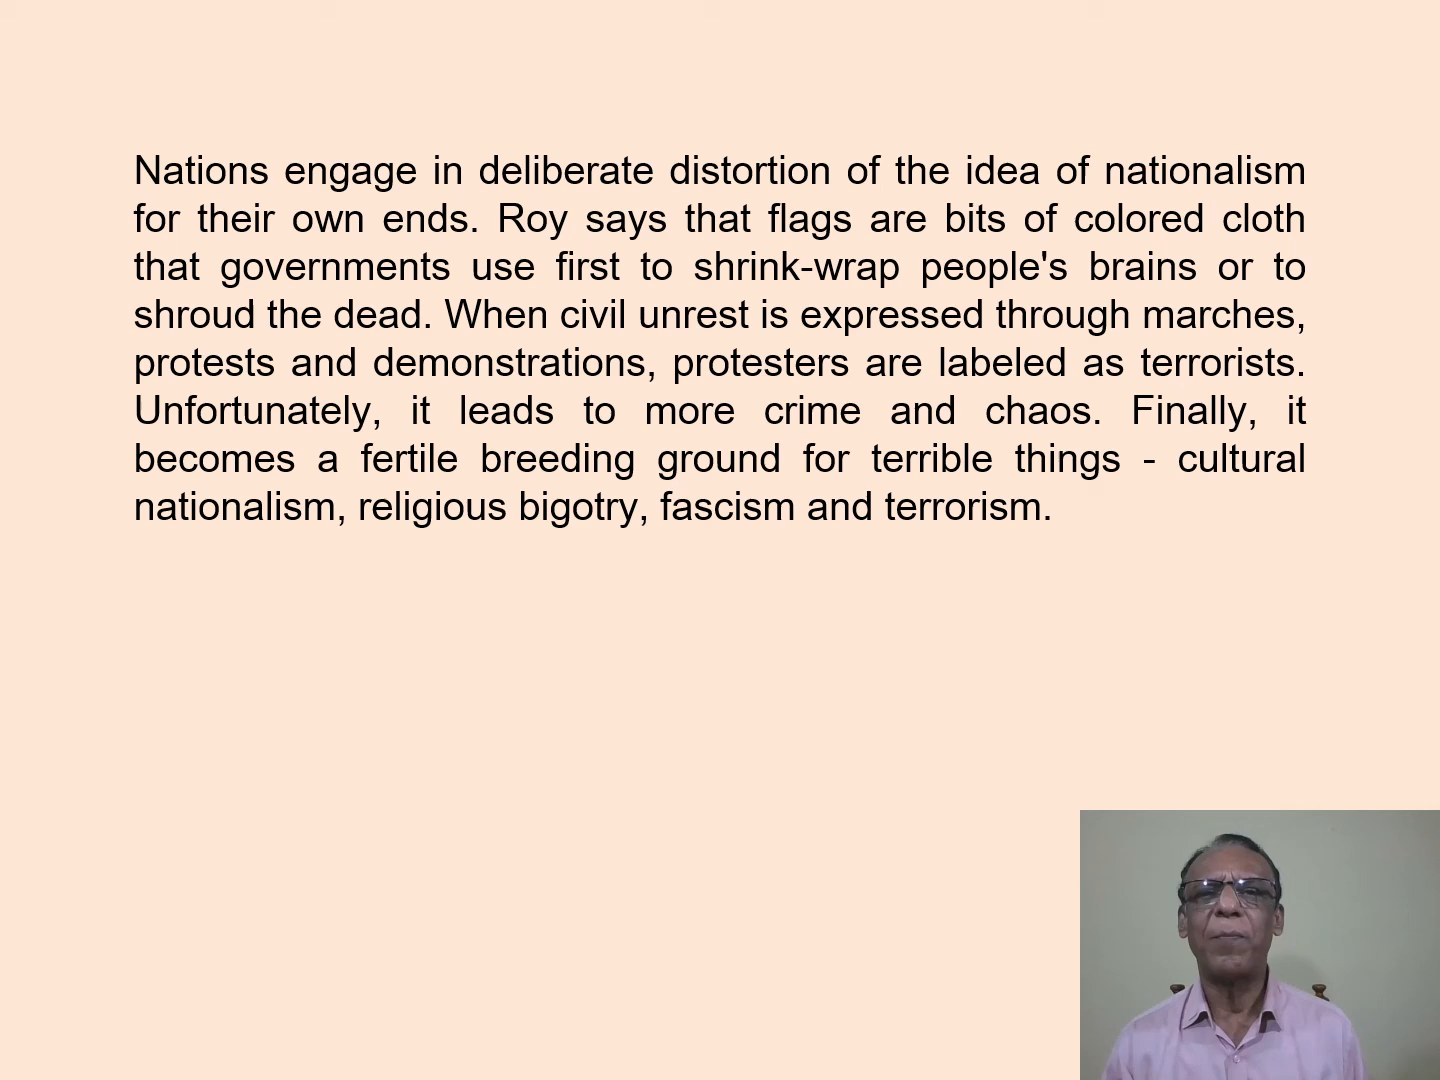 Nations engage in deliberate distortion of the idea of nationalism
for their own ends. Roy says that flags are bits of colored cloth
that governments use first to shrink-wrap people's brains or to
shroud the dead. When civil unrest is expressed through marches,
protests and demonstrations, protesters are labeled as terrorists.
Unfortunately, it leads to more crime and chaos. Finally, it
becomes a fertile breeding ground for terrible things - cultural
nationalism, religious bigotry, fascism and terrorism.